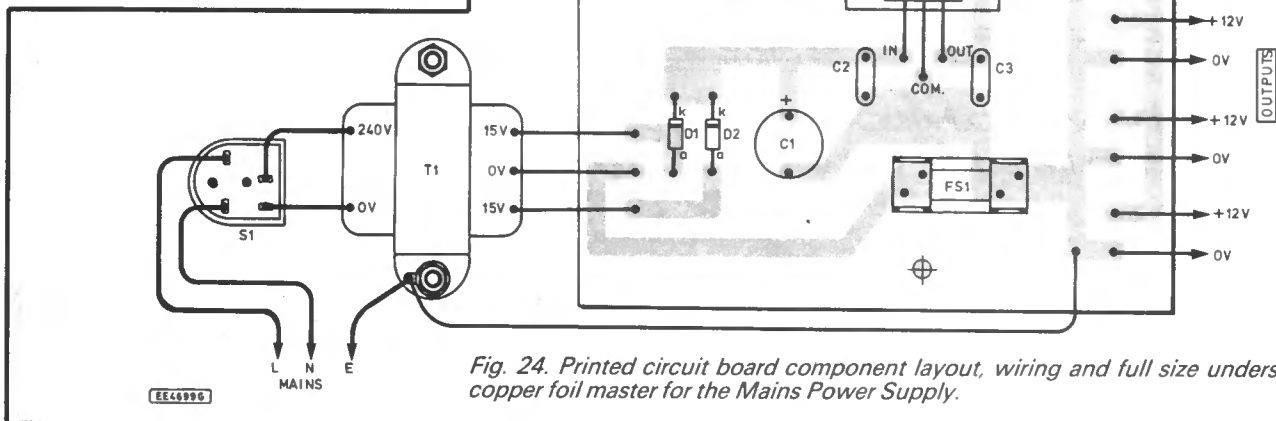 +12V
0V
OUTPUTS
+12V
0V
+12V
0V
IN
OUT
C2
COM.
C3
240V
0V
T1
15V
0V
15V
k
D1
a
k
D2
a
+
C1
FS1
S1
L N E
MAINS
EE4699G
Fig. 24. Printed circuit board component layout, wiring and full size unders
copper foil master for the Mains Power Supply.